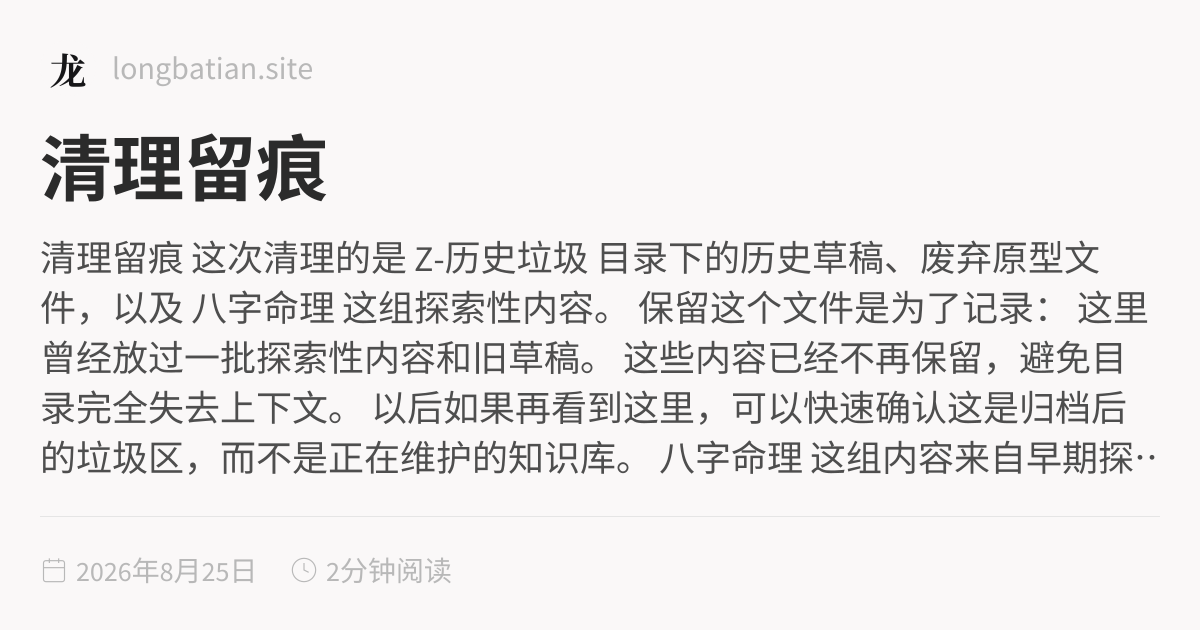 龙 longbatian.site
清理留痕
清理留痕 这次清理的是 Z-历史垃圾 目录下的历史草稿、废弃原型文
件，以及 八字命理 这组探索性内容。 保留这个文件是为了记录： 这里
曾经放过一批探索性内容和旧草稿。 这些内容已经不再保留，避免目
录完全失去上下文。 以后如果再看到这里，可以快速确认这是归档后
的垃圾区，而不是正在维护的知识库。 八字命理 这组内容来自早期探··
2026年8月25日 2分钟阅读